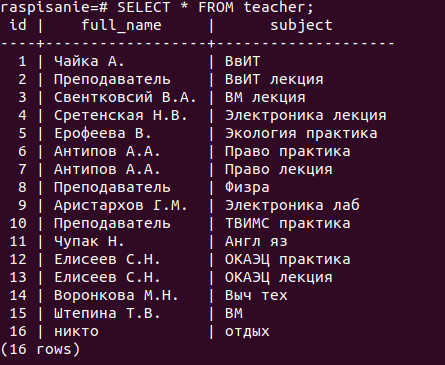 raspisanie=# SELECT * FROM teacher;
id | full_name | subject
----+------------------+--------------------
1 | Чайка А. | ВвИТ
2 | Преподаватель | ВвИТ лекция
3 | Свентковсий В.А. | ВМ лекция
4 | Сретенская Н.В. | Электроника лекция
5 | Ерофеева В. | Экология практика
6 | Антипов А.А. | Право практика
7 | Антипов А.А. | Право лекция
8 | Преподаватель | Физра
9 | Аристархов Г.М. | Электроника лаб
10 | Преподаватель | ТВИМС практика
11 | Чупак Н. | Англ яз
12 | Елисеев С.Н. | ОКАЭЦ практика
13 | Елисеев С.Н. | ОКАЭЦ лекция
14 | Воронкова М.Н. | Выч тех
15 | Штепина Т.В. | ВМ
16 | никто | отдых
(16 rows)